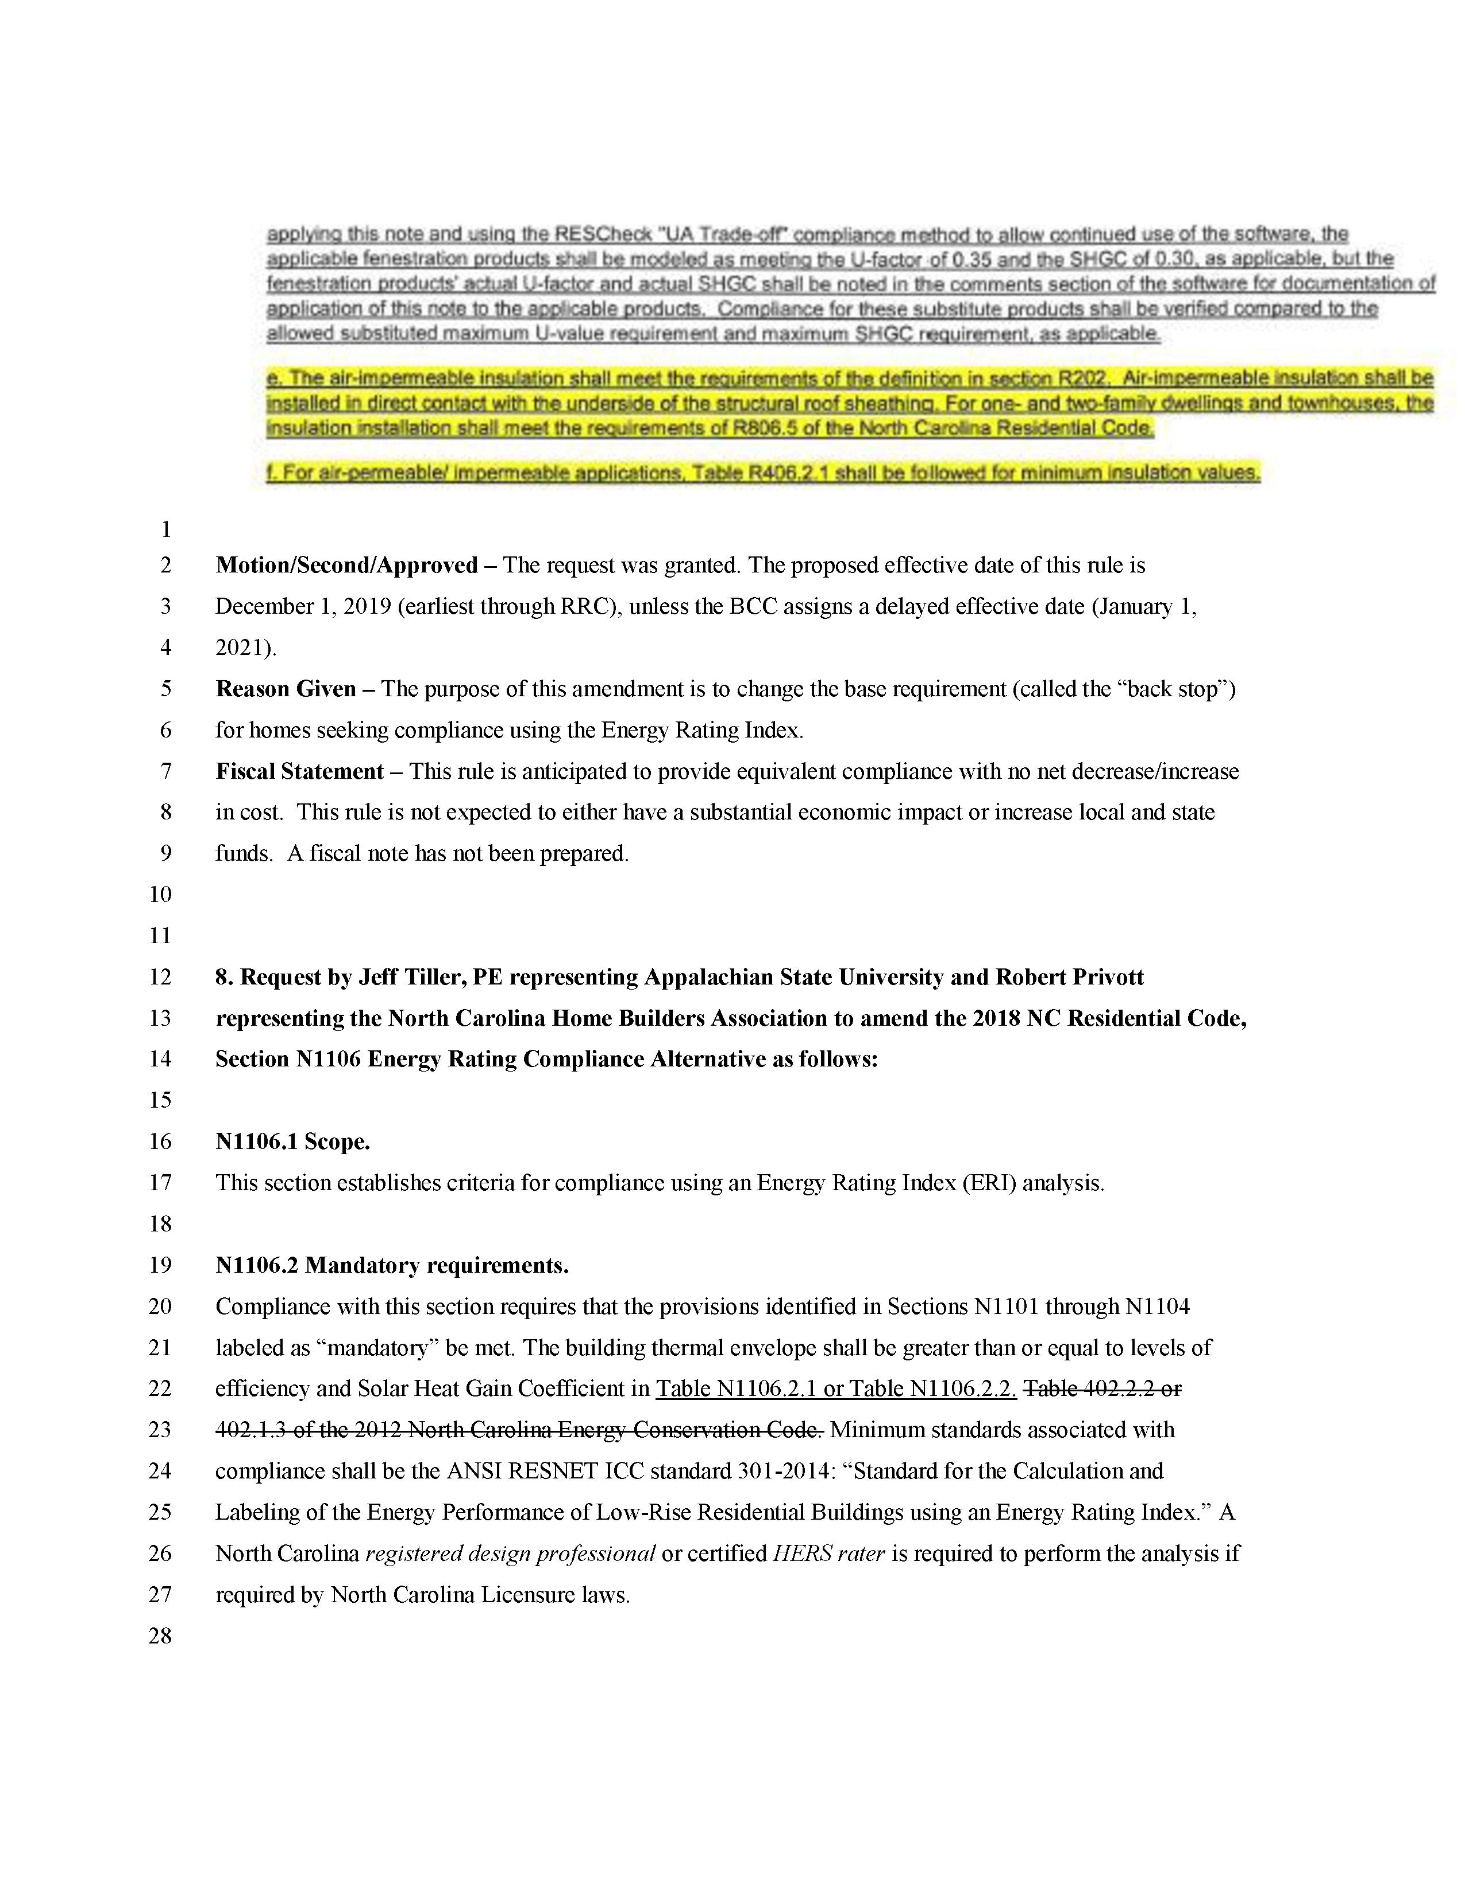 applying this note and using the RESCheck "UA Trade-off" compliance method to allow continued use of the software, the
applicable fenestration products shall be modeled as meeting the U-factor of 0.35 and the SHGC of 0.30, as applicable, but the
fenestration products' actual U-factor and actual SHGC shall be noted in the comments section of the software for documentation of
application of this note to the applicable products. Compliance for these substitute products shall be verified compared to the
allowed substituted maximum U-value requirement and maximum SHGC requirement, as applicable.
e. The air-impermeable insulation shall meet the requirements of the definition in section R202. Air-impermeable insulation shall be
installed in direct contact with the underside of the structural roof sheathing. For one- and two-family dwellings and townhouses, the
insulation installation shall meet the requirements of R806.5 of the North Carolina Residential Code.
f. For air-permeable/ impermeable applications, Table R406.2.1 shall be followed for minimum insulation values.
1
2 Motion/Second/Approved – The request was granted. The proposed effective date of this rule is
3 December 1, 2019 (earliest through RRC), unless the BCC assigns a delayed effective date (January 1,
4 2021).
5 Reason Given – The purpose of this amendment is to change the base requirement (called the “back stop”)
6 for homes seeking compliance using the Energy Rating Index.
7 Fiscal Statement – This rule is anticipated to provide equivalent compliance with no net decrease/increase
8 in cost.  This rule is not expected to either have a substantial economic impact or increase local and state
9 funds.  A fiscal note has not been prepared.
10
11
12 8. Request by Jeff Tiller, PE representing Appalachian State University and Robert Privott
13 representing the North Carolina Home Builders Association to amend the 2018 NC Residential Code,
14 Section N1106 Energy Rating Compliance Alternative as follows:
15
16 N1106.1 Scope.
17 This section establishes criteria for compliance using an Energy Rating Index (ERI) analysis.
18
19 N1106.2 Mandatory requirements.
20 Compliance with this section requires that the provisions identified in Sections N1101 through N1104
21 labeled as “mandatory” be met. The building thermal envelope shall be greater than or equal to levels of
22 efficiency and Solar Heat Gain Coefficient in Table N1106.2.1 or Table N1106.2.2. Table 402.2.2 or
23 402.1.3 of the 2012 North Carolina Energy Conservation Code. Minimum standards associated with
24 compliance shall be the ANSI RESNET ICC standard 301-2014: “Standard for the Calculation and
25 Labeling of the Energy Performance of Low-Rise Residential Buildings using an Energy Rating Index.” A
26 North Carolina registered design professional or certified HERS rater is required to perform the analysis if
27 required by North Carolina Licensure laws.
28